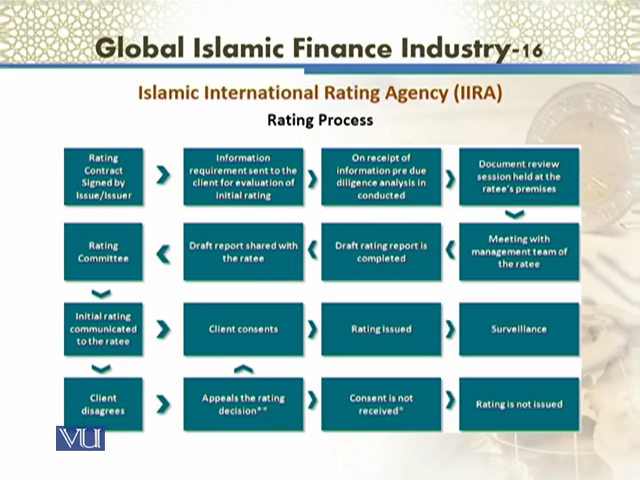 Global Islamic Finance Industry-16
Islamic International Rating Agency (IIRA)
Rating Process
Rating
Contract
Signed by
Issue/Issuer
Information
requirement sent to the
client for evaluation of
initial rating
On receipt of
information pre due
diligence analysis in
conducted
Document review
session held at the
ratee's premises
Meeting with
management team of
the ratee
Draft rating report is
completed
Draft report shared with
the ratee
Rating
Committee
Initial rating
communicated
to the ratee
Client consents
Rating Issued
Surveillance
Client
disagrees
Appeals the rating
decision**
Consent is not
received*
Rating is not issued
VU